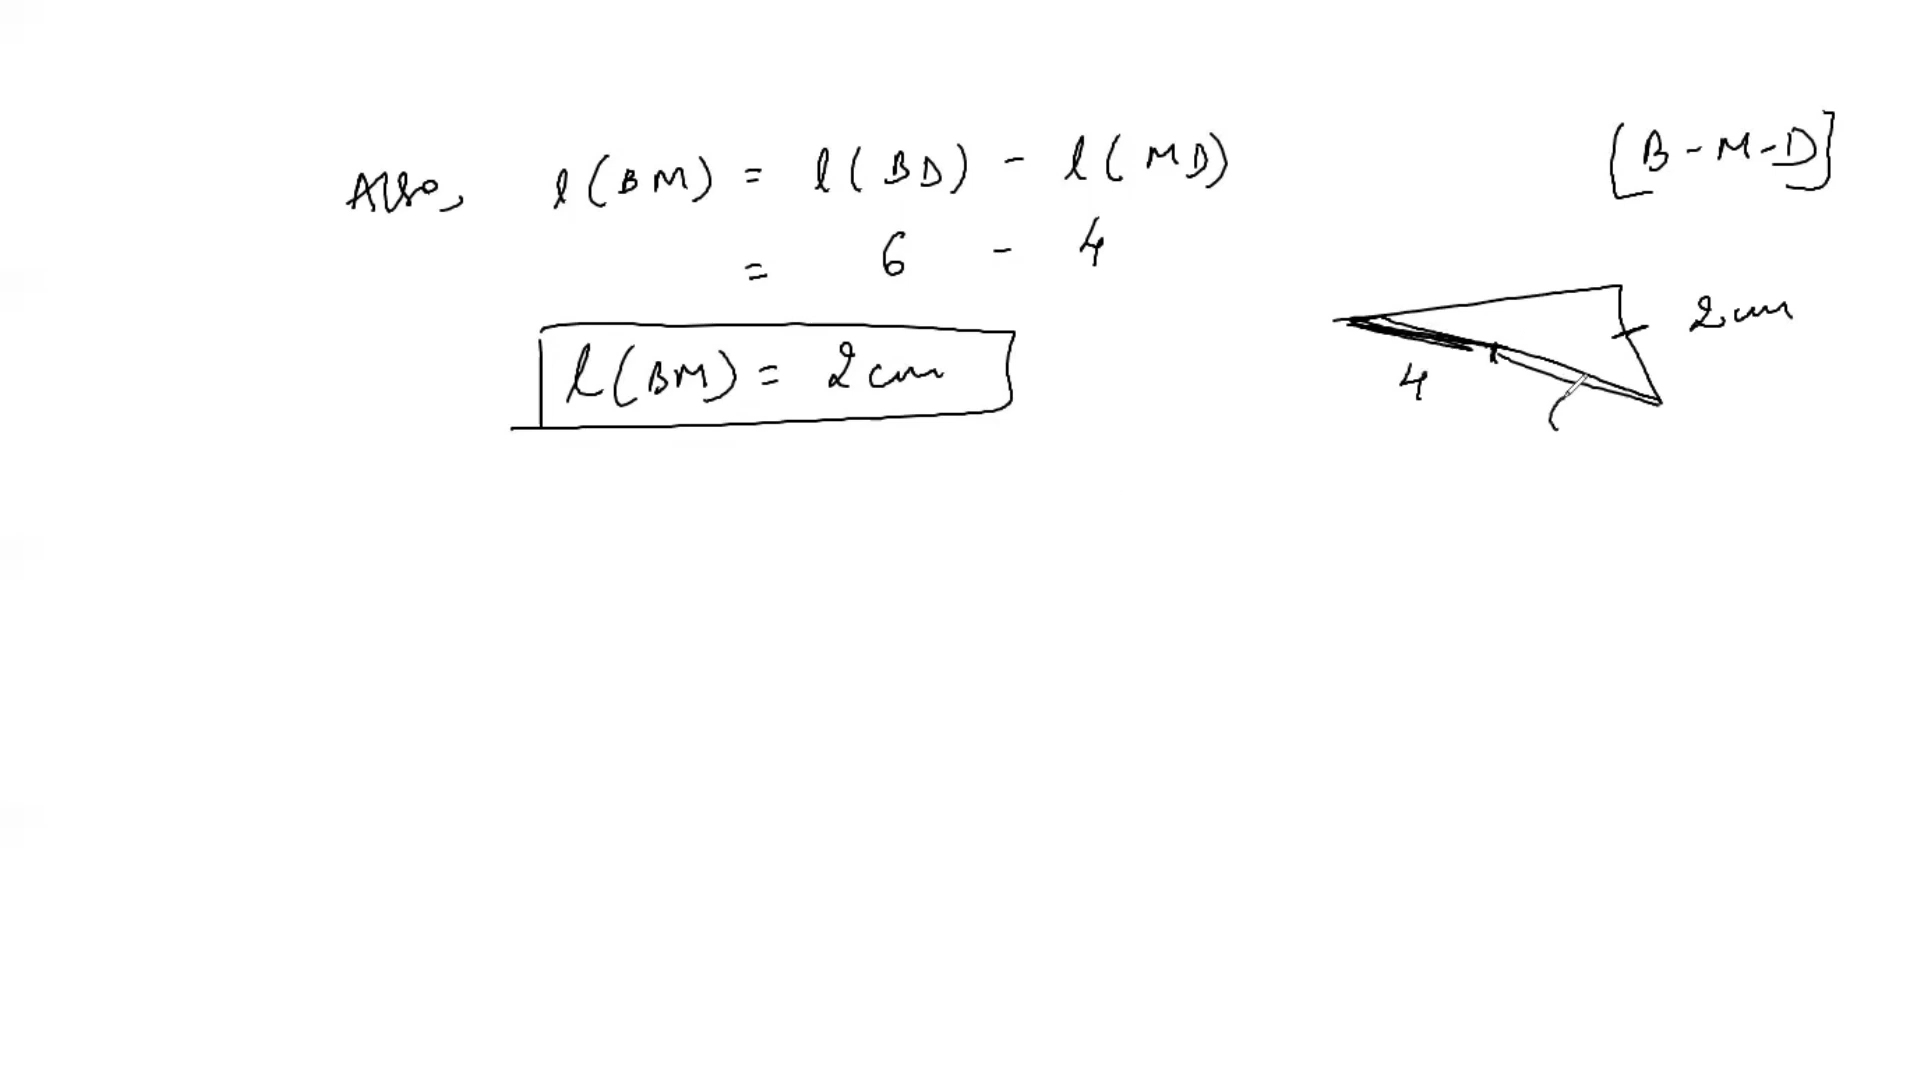 Also, l(BM) = l(BD) - l(MD) [B-M-D]
= 6 - 4
l(BM) = 2cm
2cm
4